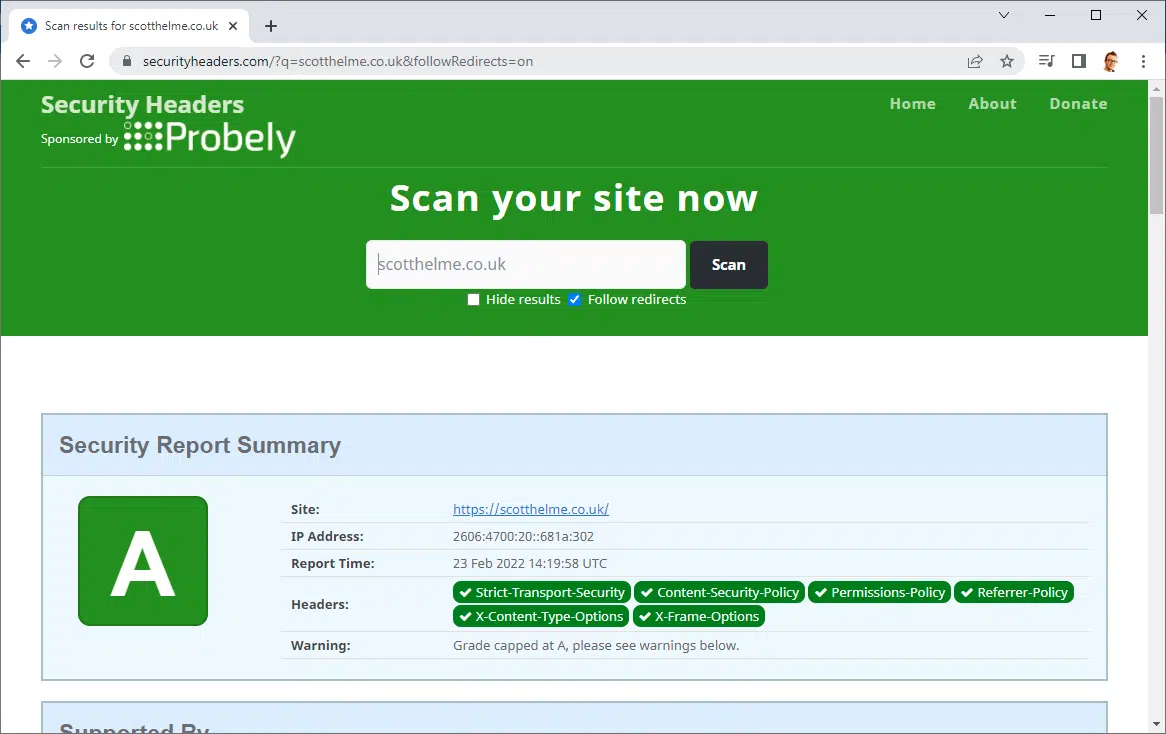 Scan results for scotthelme.co.uk
securityheaders.com/?q=scotthelme.co.uk&followRedirects=on
Security Headers
Home About Donate
Sponsored by Probely
Scan your site now
scotthelme.co.uk Scan
Hide results Follow redirects
Security Report Summary
A
Site: https://scotthelme.co.uk/
IP Address: 2606:4700:20::681a:302
Report Time: 23 Feb 2022 14:19:58 UTC
Headers: Strict-Transport-Security Content-Security-Policy Permissions-Policy Referrer-Policy
X-Content-Type-Options X-Frame-Options
Warning: Grade capped at A, please see warnings below.
Supported By